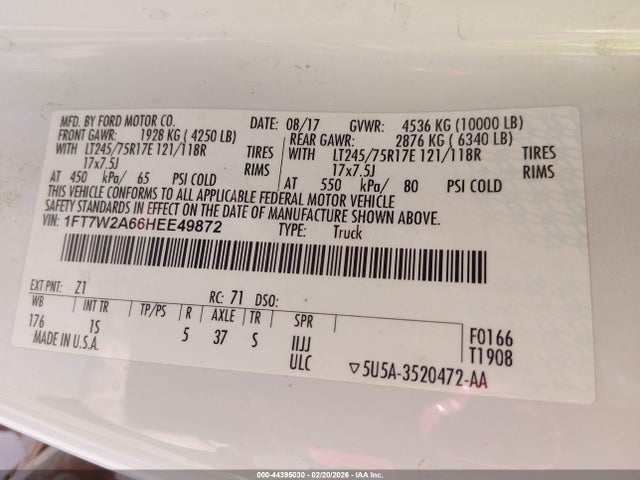 MFD. BY FORD MOTOR CO. DATE: 08/17 GVWR: 4536 KG (10000 LB)
FRONT GAWR: 1928 KG ( 4250 LB) REAR GAWR: 2876 KG ( 6340 LB)
WITH LT245/75R17E 121/118R TIRES WITH LT245/75R17E 121/118R TIRES
17x7.5J RIMS 17x7.5J RIMS
AT 450 kPa/ 65 PSI COLD AT 550 kPa/ 80 PSI COLD
THIS VEHICLE CONFORMS TO ALL APPLICABLE FEDERAL MOTOR VEHICLE
SAFETY STANDARDS IN EFFECT ON THE DATE OF MANUFACTURE SHOWN ABOVE.
VIN: 1FT7W2A66HEE49872 TYPE: Truck
EXT PNT: Z1 RC: 71 DSO:
WB INT TR TP/PS R AXLE TR SPR
176 1S 5 37 S IIJJ F0166
MADE IN U.S.A. ULC T1908
▽5U5A-3520472-AA
000-44395030 - 02/20/2026 - IAA Inc.